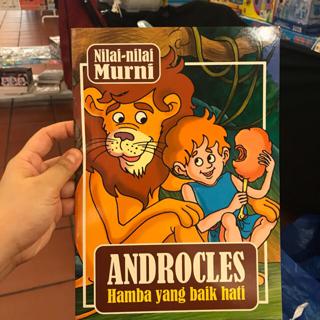 Nilai-nilai
Murni
ANDROCLES
Hamba yang baik hati